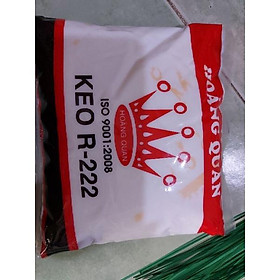 HOÀNG QUÂN
HOÀNG QUÂN
ISO 9001:2008
KEO R-222